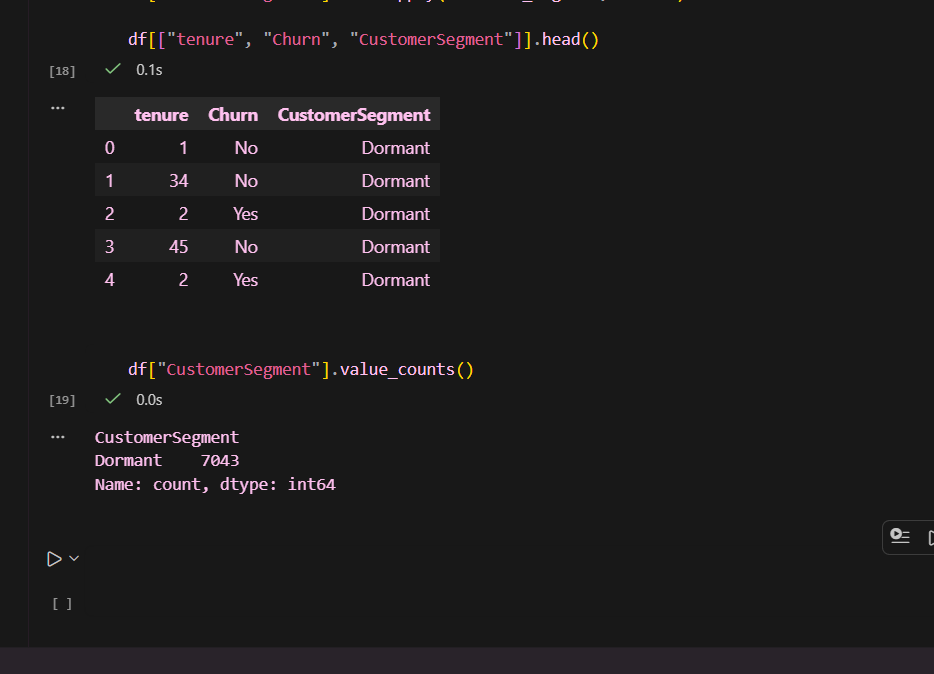 df[["tenure", "Churn", "CustomerSegment"]].head()
[18] 0.1s
...
tenure Churn CustomerSegment
0 1 No Dormant
1 34 No Dormant
2 2 Yes Dormant
3 45 No Dormant
4 2 Yes Dormant
df["CustomerSegment"].value_counts()
[19] 0.0s
...
CustomerSegment
Dormant 7043
Name: count, dtype: int64
[ ]